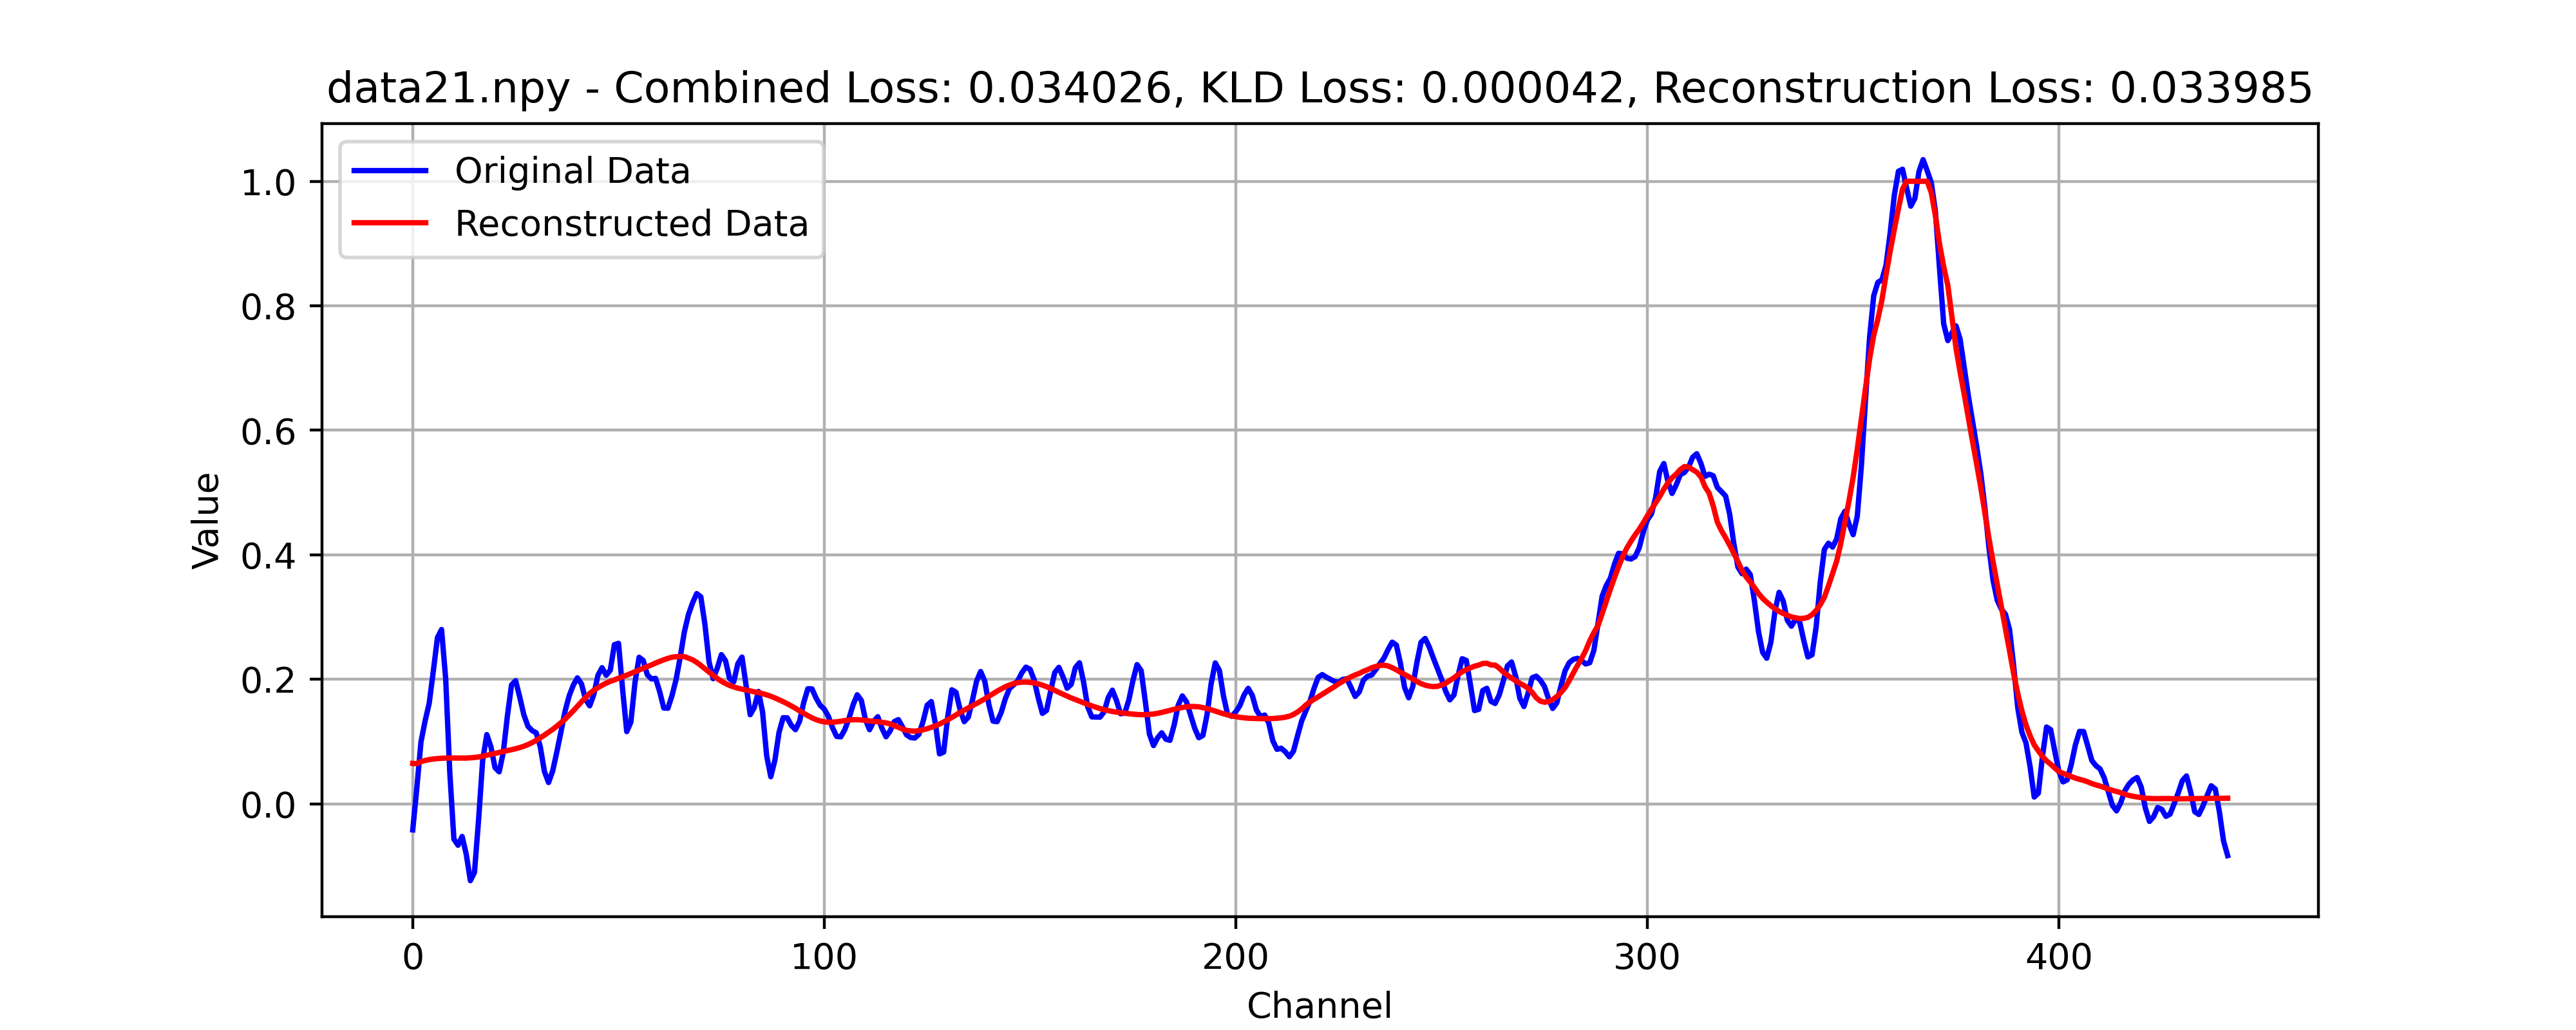 data21.npy - Combined Loss: 0.034026, KLD Loss: 0.000042, Reconstruction Loss: 0.033985
Original Data
Reconstructed Data
1.0
0.8
0.6
0.4
0.2
0.0
Value
0 100 200 300 400
Channel